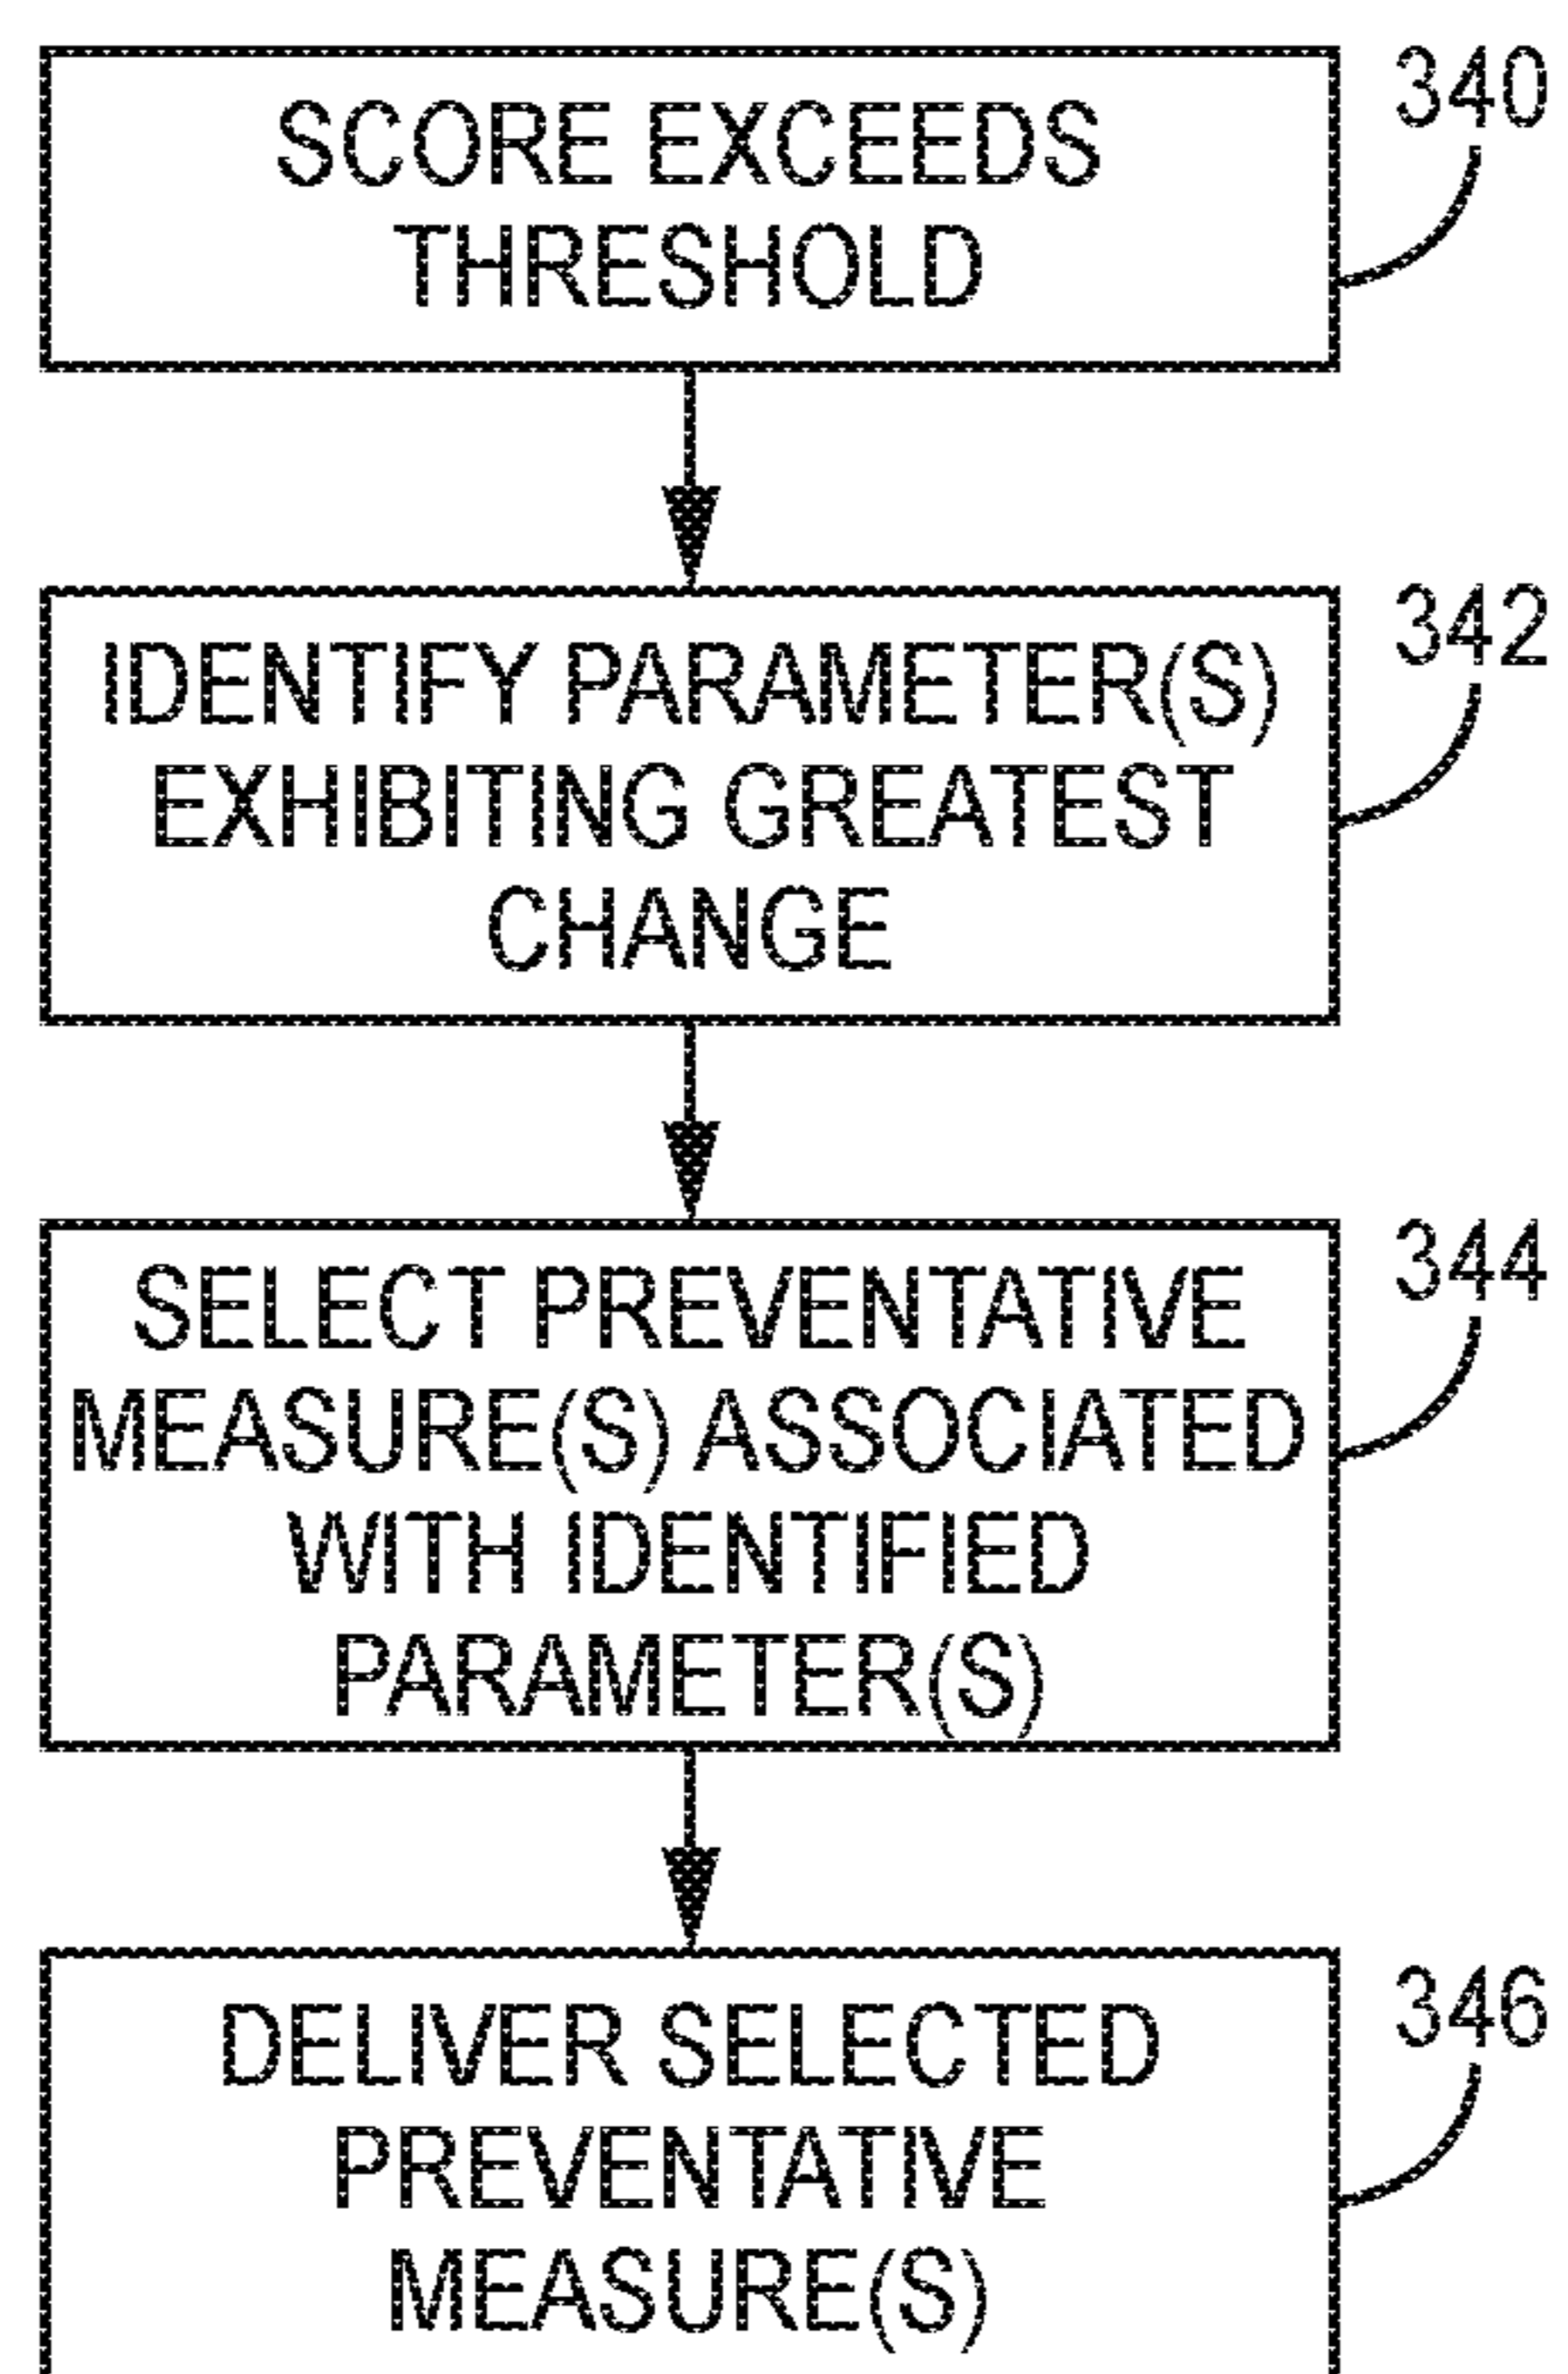 SCORE EXCEEDS
THRESHOLD
340
IDENTIFY PARAMETER(S)
EXHIBITING GREATEST
CHANGE
342
SELECT PREVENTATIVE
MEASURE(S) ASSOCIATED
WITH IDENTIFIED
PARAMETER(S)
344
DELIVER SELECTED
PREVENTATIVE
MEASURE(S)
346